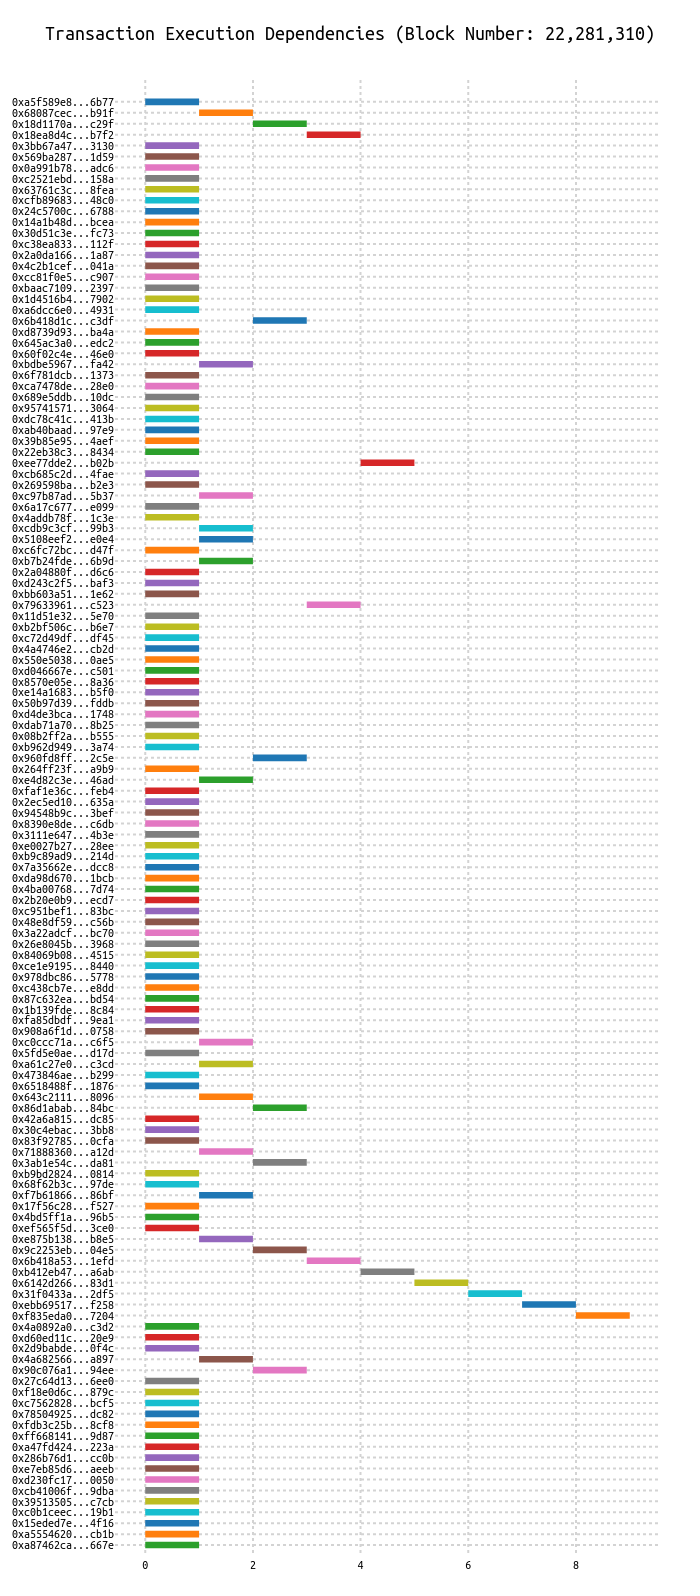 Transaction Execution Dependencies (Block Number: 22,281,310)
0xa5f589e8...6b77
0x68087cec...b91f
0x18d1170a...c29f
0x18ea8d4c...b7f2
0x3bb67a47...3130
0x569ba287...1d59
0x0a991b78...adc6
0xc2521ebd...158a
0x63761c3c...8fea
0xcfb89683...48c0
0x24c5700c...6788
0x14a1b48d...bcea
0x30d51c3e...fc73
0xc38ea833...112f
0x2a0da166...1a87
0x4c2b1cef...041a
0xcc81f0e5...c907
0xbaac7109...2397
0x1d4516b4...7902
0xa6dcc6e0...4931
0x6b418d1c...c3df
0xd8739d93...ba4a
0x645ac3a0...edc2
0x60f02c4e...46e0
0xbdbe5967...fa42
0x6f781dcb...1373
0xca7478de...28e0
0x689e5ddb...10dc
0x95741571...3064
0xdc78c41c...413b
0xab40baad...97e9
0x39b85e95...4aef
0x22eb38c3...8434
0xee77dde2...b02b
0xcb685c2d...4fae
0x269598ba...b2e3
0xc97b87ad...5b37
0x6a17c677...e099
0x4addb78f...1c3e
0xcdb9c3cf...99b3
0x5108eef2...e0e4
0xc6fc72bc...d47f
0xb7b24fde...6b9d
0x2a04880f...d6c6
0xd243c2f5...baf3
0xbb603a51...1e62
0x79633961...c523
0x11d51e32...5e70
0xb2bf506c...b6e7
0xc72d49df...df45
0x4a4746e2...cb2d
0x550e5038...0ae5
0xd046667e...c501
0x8570e05e...8a36
0xe14a1683...b5f0
0x50b97d39...fddb
0xd4de3bca...1748
0xdab71a70...8b25
0x08b2ff2a...b555
0xb962d949...3a74
0x960fd8ff...2c5e
0x264ff23f...a9b9
0xe4d82c3e...46ad
0xfaf1e36c...feb4
0x2ec5ed10...635a
0x94548b9c...3bef
0x8390e8de...c6db
0x3111e647...4b3e
0xe0027b27...28ee
0xb9c89ad9...214d
0x7a35662e...dcc8
0xda98d670...1bcb
0x4ba00768...7d74
0x2b20e0b9...ecd7
0xc951bef1...83bc
0x48e8df59...c56b
0x3a22adcf...bc70
0x26e8045b...3968
0x84069b08...4515
0xce1e9195...8440
0x978dbc86...5778
0xc438cb7e...e8dd
0x87c632ea...bd54
0x1b139fde...8c84
0xfa85dbdf...9ea1
0x908a6f1d...0758
0xc0ccc71a...c6f5
0x5fd5e0ae...d17d
0xa61c27e0...c3cd
0x473846ae...b299
0x6518488f...1876
0x643c2111...8096
0x86d1abab...84bc
0x42a6a815...dc85
0x30c4ebac...3bb8
0x83f92785...0cfa
0x71888360...a12d
0x3ab1e54c...da81
0xb9bd2824...0814
0x68f62b3c...97de
0xf7b61866...86bf
0x17f56c28...f527
0x4bd5ff1a...96b5
0xef565f5d...3ce0
0xe875b138...b8e5
0x9c2253eb...04e5
0x6b418a53...1efd
0xb412eb47...a6ab
0x6142d266...83d1
0x31f0433a...2df5
0xebb69517...f258
0xf835eda0...7204
0x4a0892a0...c3d2
0xd60ed11c...20e9
0x2d9babde...0f4c
0x4a682566...a897
0x90c076a1...94ee
0x27c64d13...6ee0
0xf18e0d6c...879c
0xc7562828...bcf5
0x78504925...dc82
0xfdb3c25b...8cf8
0xff668141...9d87
0xa47fd424...223a
0x286b76d1...cc0b
0xe7eb85d6...aeeb
0xd230fc17...0050
0xcb41006f...9dba
0x39513505...c7cb
0xc0b1ceec...19b1
0x15eded7e...4f16
0xa5554620...cb1b
0xa87462ca...667e
0 2 4 6 8